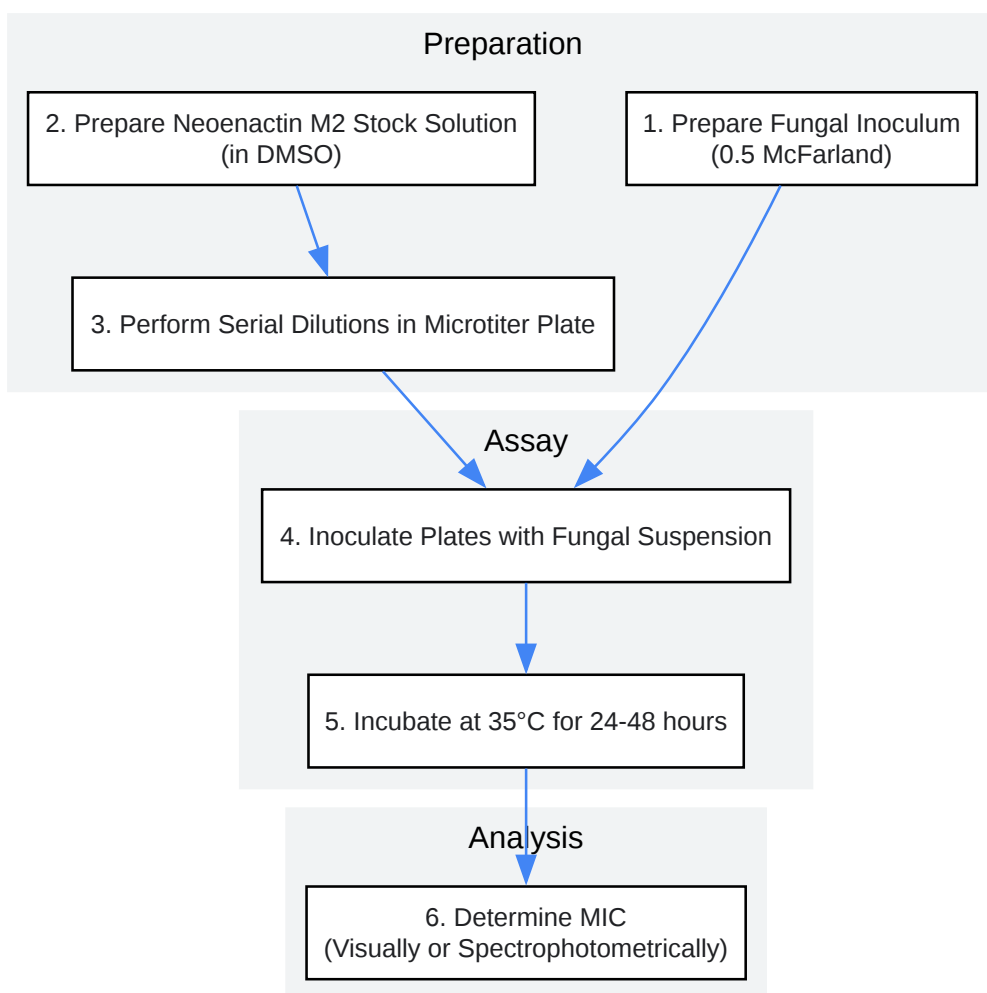 Preparation
2. Prepare Neoenactin M2 Stock Solution
(in DMSO)
1. Prepare Fungal Inoculum
(0.5 McFarland)
3. Perform Serial Dilutions in Microtiter Plate
Assay
4. Inoculate Plates with Fungal Suspension
5. Incubate at 35°C for 24-48 hours
Analysis
6. Determine MIC
(Visually or Spectrophotometrically)